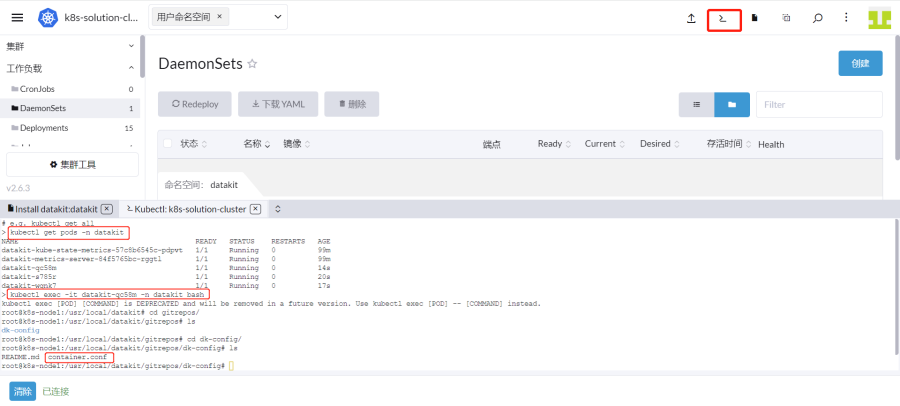 k8s-solution-cl...
用户命名空间 ×
集群
工作负载
CronJobs 0
DaemonSets 1
Deployments 15
集群工具
v2.6.3
DaemonSets
创建
Redeploy
下载 YAML
删除
Filter
状态 名称 镜像 端点 Ready Current Desired 存活时间 Health
命名空间: datakit
Install datakit:datakit
Kubectl: k8s-solution-cluster
# e.g. kubectl get all
> kubectl get pods -n datakit
NAME READY STATUS RESTARTS AGE
datakit-kube-state-metrics-57c8b6545c-pdpvt 1/1 Running 0 99m
datakit-metrics-server-84f5765bc-rggtl 1/1 Running 0 99m
datakit-qc58m 1/1 Running 0 14s
datakit-s785r 1/1 Running 0 20s
datakit-wgnk7 1/1 Running 0 17s
> kubectl exec -it datakit-qc58m -n datakit bash
kubectl exec [POD] [COMMAND] is DEPRECATED and will be removed in a future version. Use kubectl exec [POD] -- [COMMAND] instead.
root@k8s-node1:/usr/local/datakit# cd gitrepos/
root@k8s-node1:/usr/local/datakit/gitrepos# ls
dk-config
root@k8s-node1:/usr/local/datakit/gitrepos# cd dk-config/
root@k8s-node1:/usr/local/datakit/gitrepos/dk-config# ls
README.md container.conf
root@k8s-node1:/usr/local/datakit/gitrepos/dk-config#
清除
已连接